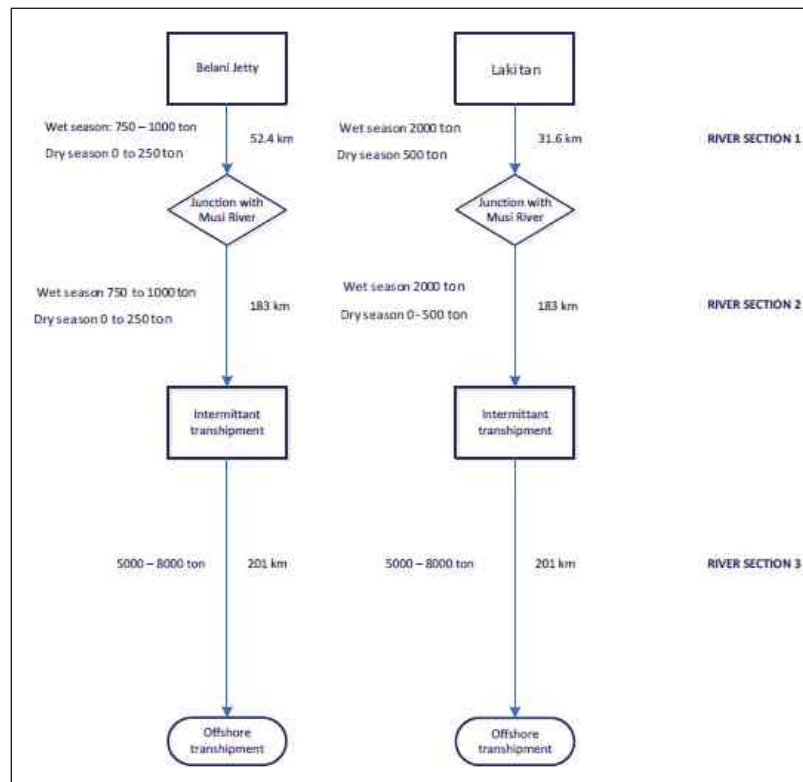 Belani Jetty
Lakitan
Wet season: 750 – 1000 ton
52.4 km
Wet season 2000 ton
31.6 km
RIVER SECTION 1
Dry season 0 to 250 ton
Dry season 500 ton
Junction with
Musi River
Junction with
Musi River
Wet season 750 to 1000 ton
183 km
Wet season 2000 ton
183 km
RIVER SECTION 2
Dry season 0 to 250 ton
Dry season 0-500 ton
Intermittant
transhipment
Intermittant
transhipment
5000 – 8000 ton
201 km
5000 – 8000 ton
201 km
RIVER SECTION 3
Offshore
transhipment
Offshore
transhipment